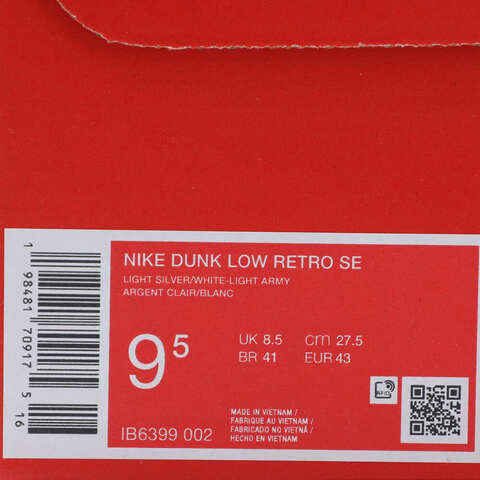 NIKE DUNK LOW RETRO SE
LIGHT SILVER/WHITE-LIGHT ARMY
ARGENT CLAIR/BLANC
9⁵
UK 8.5 cm 27.5
BR 41 EUR 43
MADE IN VIETNAM /
FABRIQUE AU VIETNAM /
FABRICADO NO VIETNÃ /
HECHO EN VIETNAM
IB6399 002
RFID
1 98481 70917 5 16